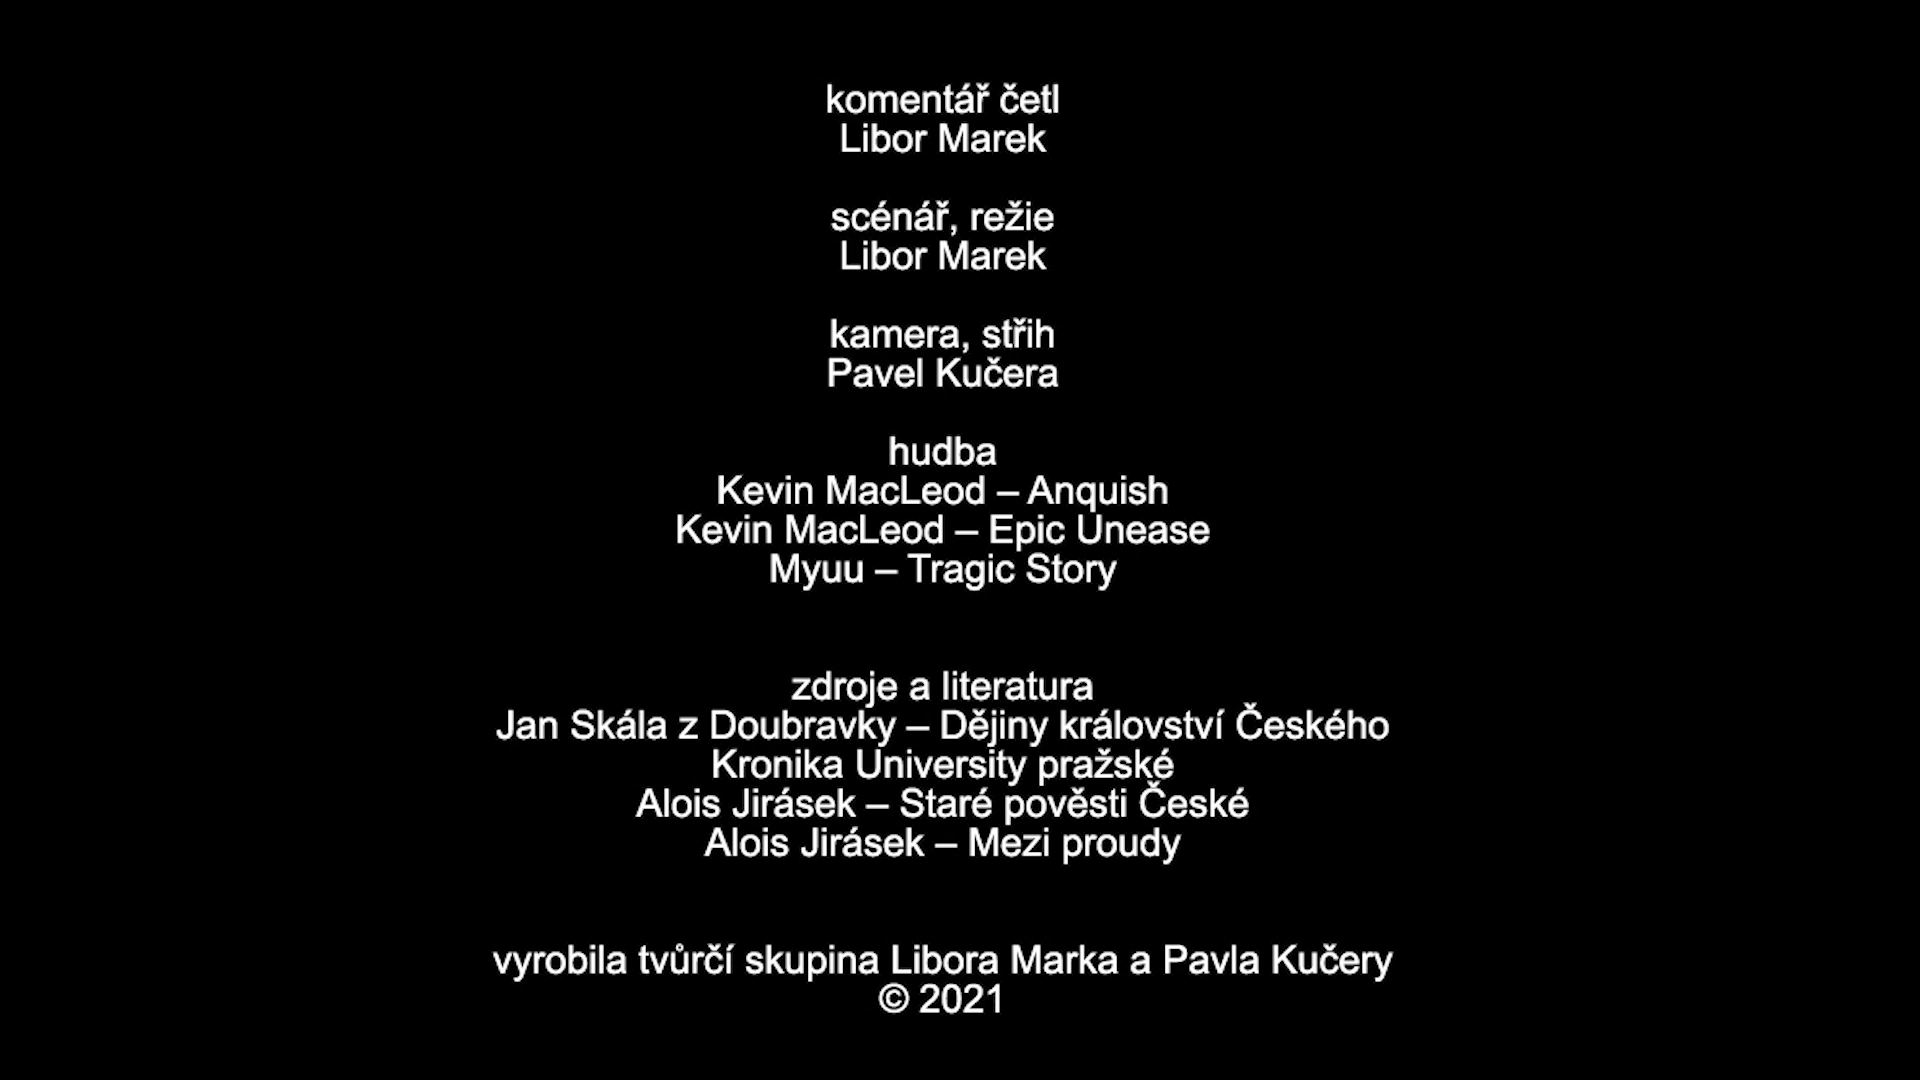 komentář četl
Libor Marek
scénář, režie
Libor Marek
kamera, střih
Pavel Kučera
hudba
Kevin MacLeod – Anquish
Kevin MacLeod – Epic Unease
Myuu – Tragic Story
zdroje a literatura
Jan Skála z Doubravky – Dějiny království Českého
Kronika University pražské
Alois Jirásek – Staré pověsti České
Alois Jirásek – Mezi proudy
vyrobila tvůrčí skupina Libora Marka a Pavla Kučery
© 2021